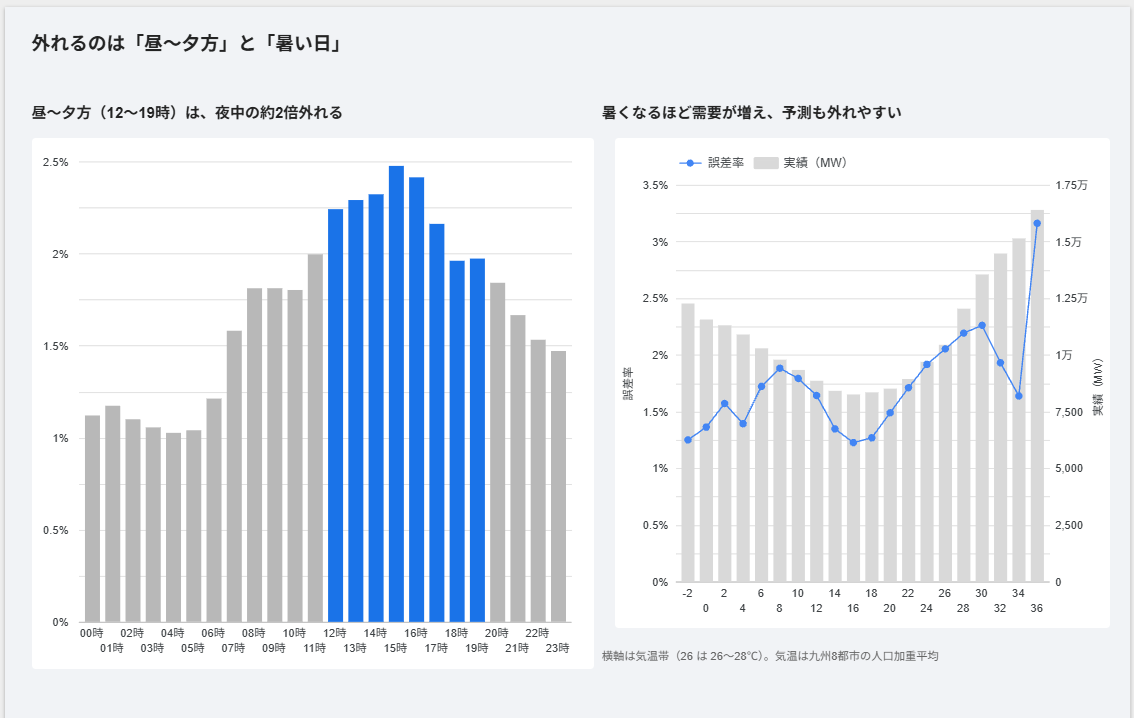 外れるのは「昼～夕方」と「暑い日」
昼～夕方（12～19時）は、夜中の約2倍外れる
2.5%
2%
1.5%
1%
0.5%
0%
00時 02時 04時 06時 08時 10時 12時 14時 16時 18時 20時 22時
01時 03時 05時 07時 09時 11時 13時 15時 17時 19時 21時 23時
暑くなるほど需要が増え、予測も外れやすい
誤差率 実績（MW）
3.5% 1.75万
3% 1.5万
2.5% 1.25万
2% 1万
1.5% 7,500
1% 5,000
0.5% 2,500
0% 0
誤差率
実績（MW）
-2 2 6 10 14 18 22 26 30 34
0 4 8 12 16 20 24 28 32 36
横軸は気温帯（26 は 26～28℃）。気温は九州8都市の人口加重平均